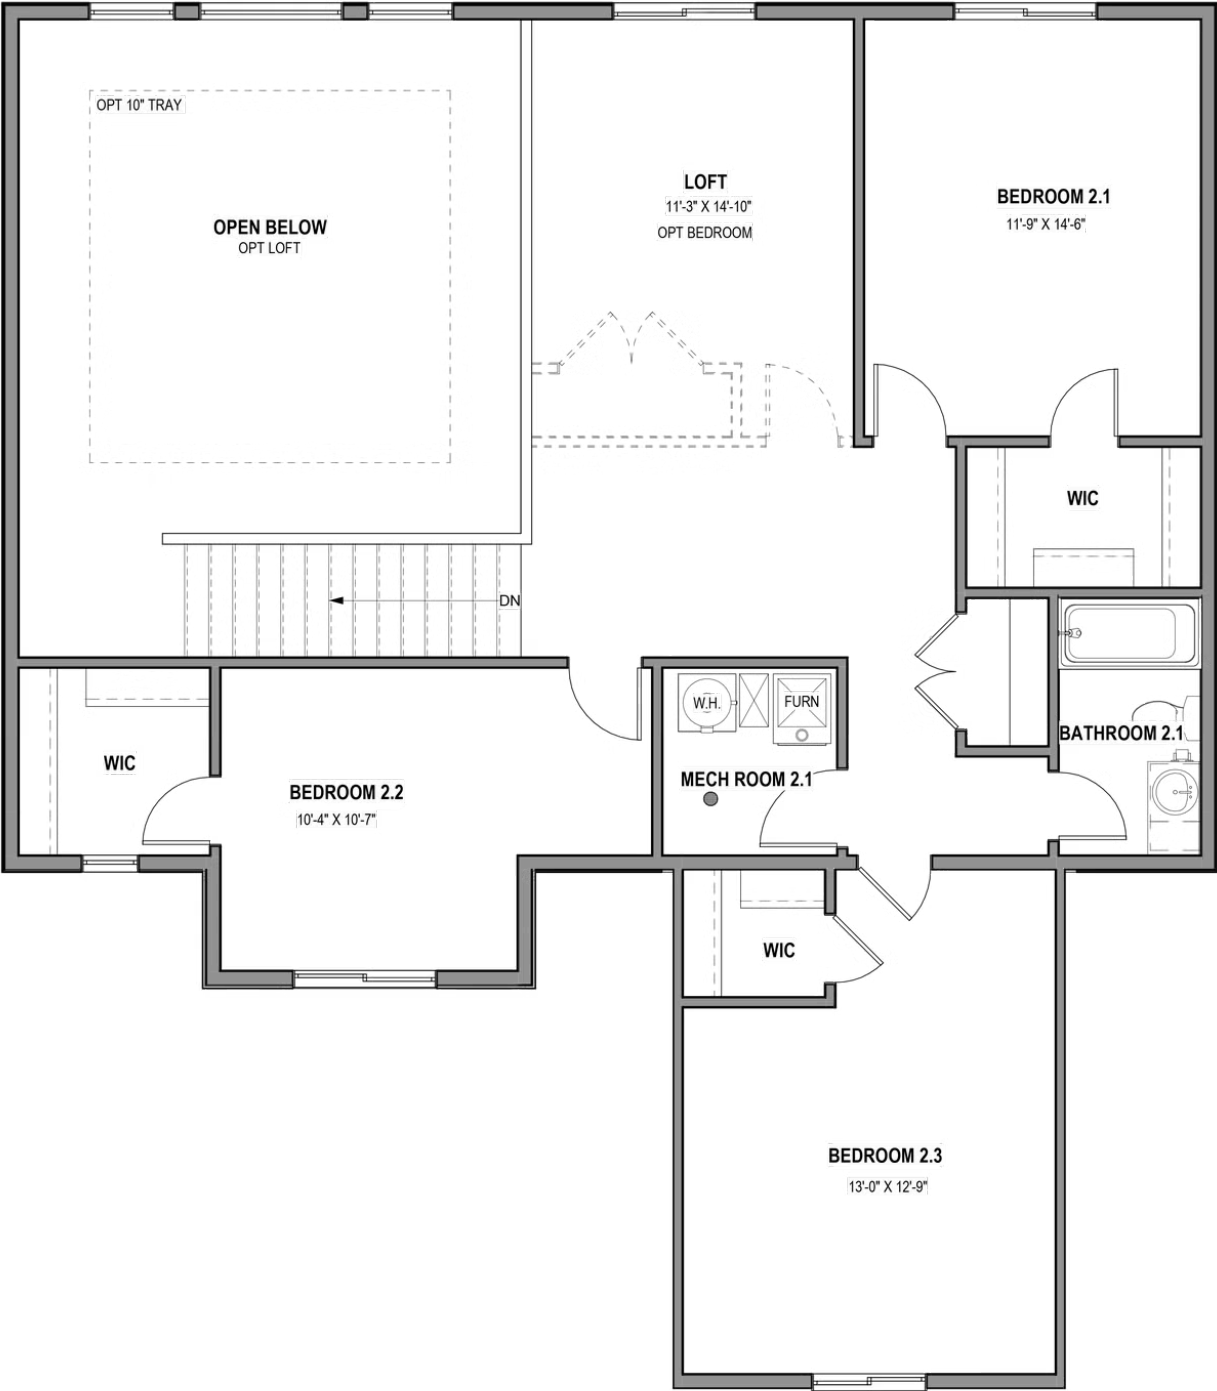 OPT 10" TRAY
LOFT
11'-3" X 14'-10"
OPT BEDROOM
BEDROOM 2.1
11'-9" X 14'-6"
OPEN BELOW
OPT LOFT
WIC
DN
W.H.
FURN
BATHROOM 2.1
WIC
MECH ROOM 2.1
BEDROOM 2.2
10'-4" X 10'-7"
WIC
BEDROOM 2.3
13'-0" X 12'-9"